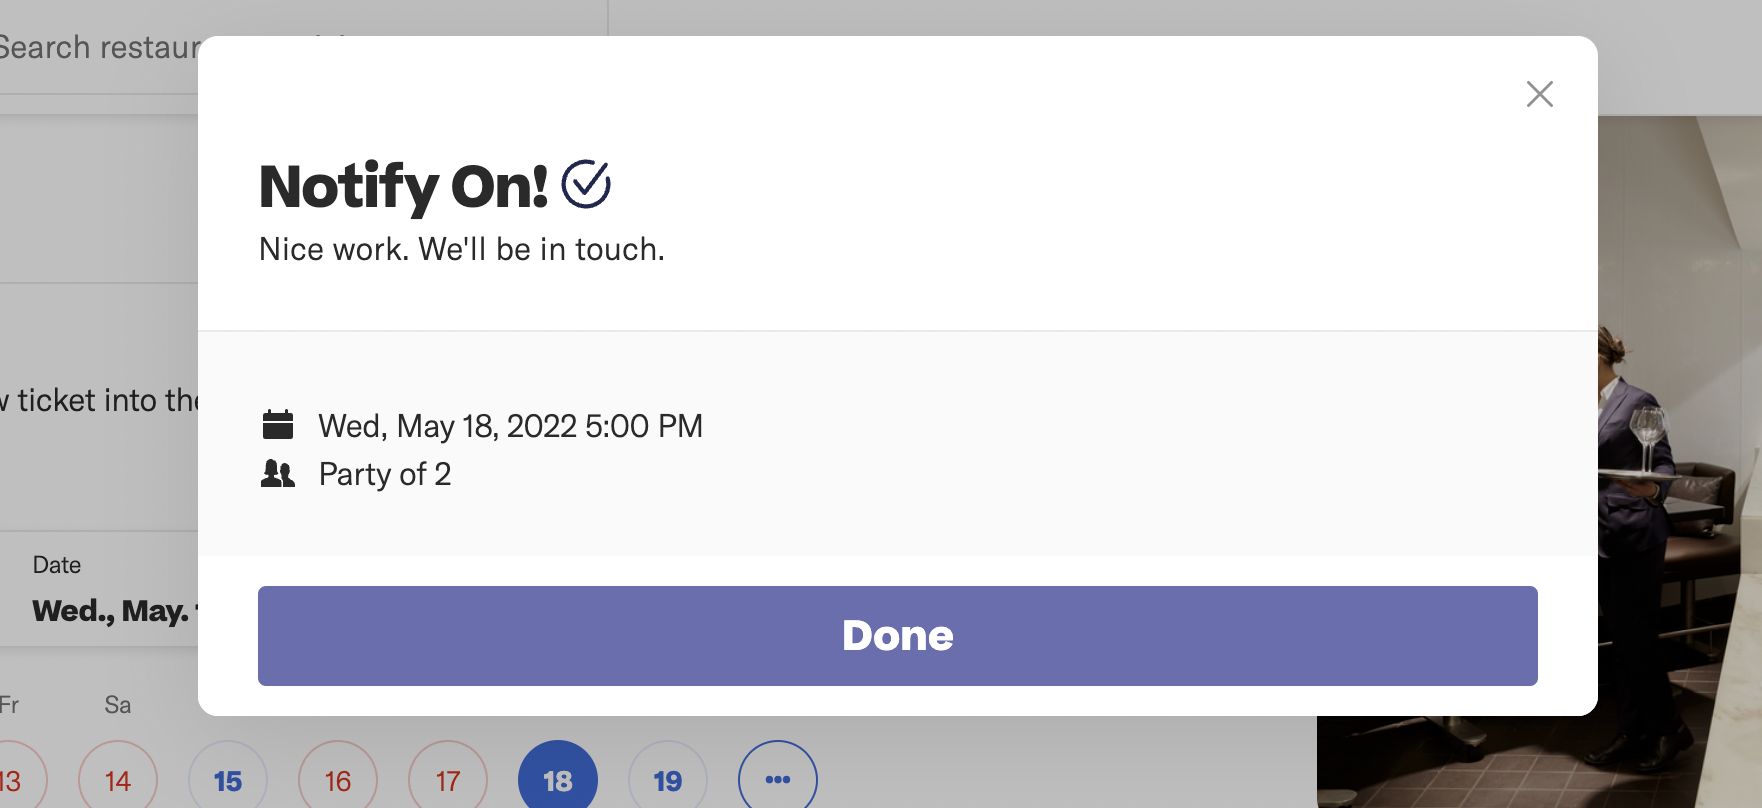 Search
Notify On!
Nice work. We'll be in touch.
ticket into the
Wed, May 18, 2022 5:00 PM
Party of 2
Date
Wed., May.
Done
Fr Sa
13 14 15 16 17 18 19 •••